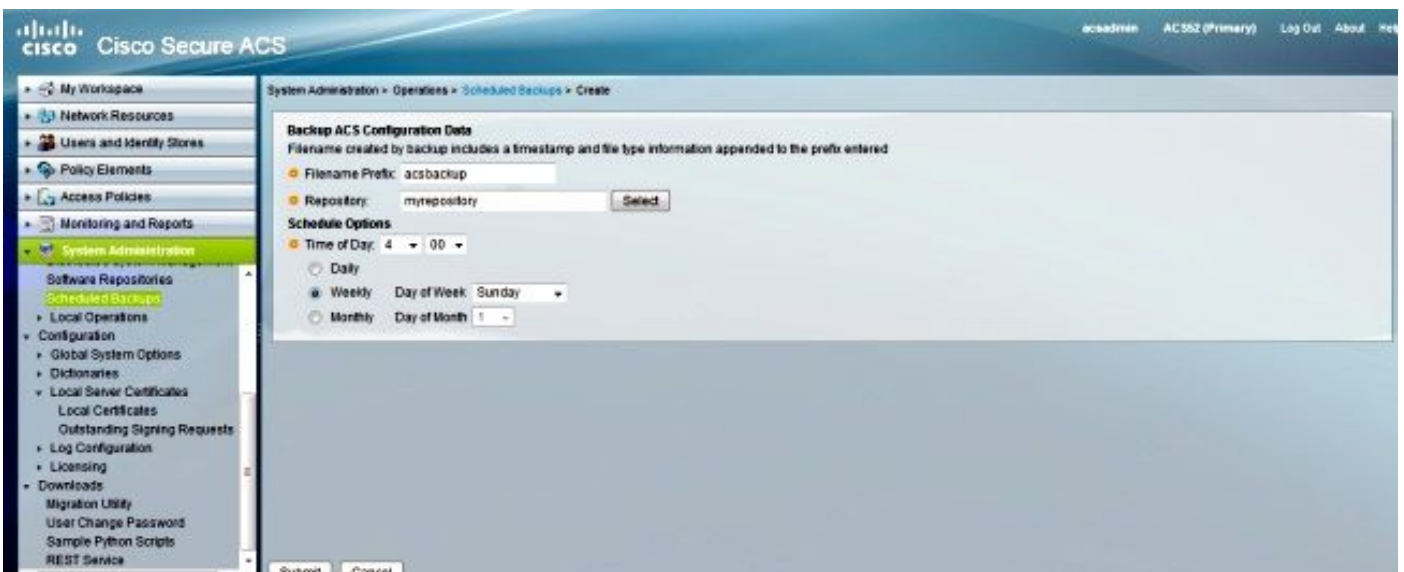 cisco Cisco Secure ACS
acsadmin ACS52 (Primary) Log Out About Help
My Workspace
Network Resources
Users and Identity Stores
Policy Elements
Access Policies
Monitoring and Reports
System Administration
Software Repositories
Scheduled Backups
Local Operations
Configuration
Global System Options
Dictionaries
Local Server Certificates
Local Certificates
Outstanding Signing Requests
Log Configuration
Licensing
Downloads
Migration Utility
User Change Password
Sample Python Scripts
REST Service
System Administration > Operations > Scheduled Backups > Create
Backup ACS Configuration Data
Filename created by backup includes a timestamp and file type information appended to the prefix entered
Filename Prefix: acsbackup
Repository: myrepository Select
Schedule Options
Time of Day: 4 00
Daily
Weekly Day of Week Sunday
Monthly Day of Month 1
Submit Cancel